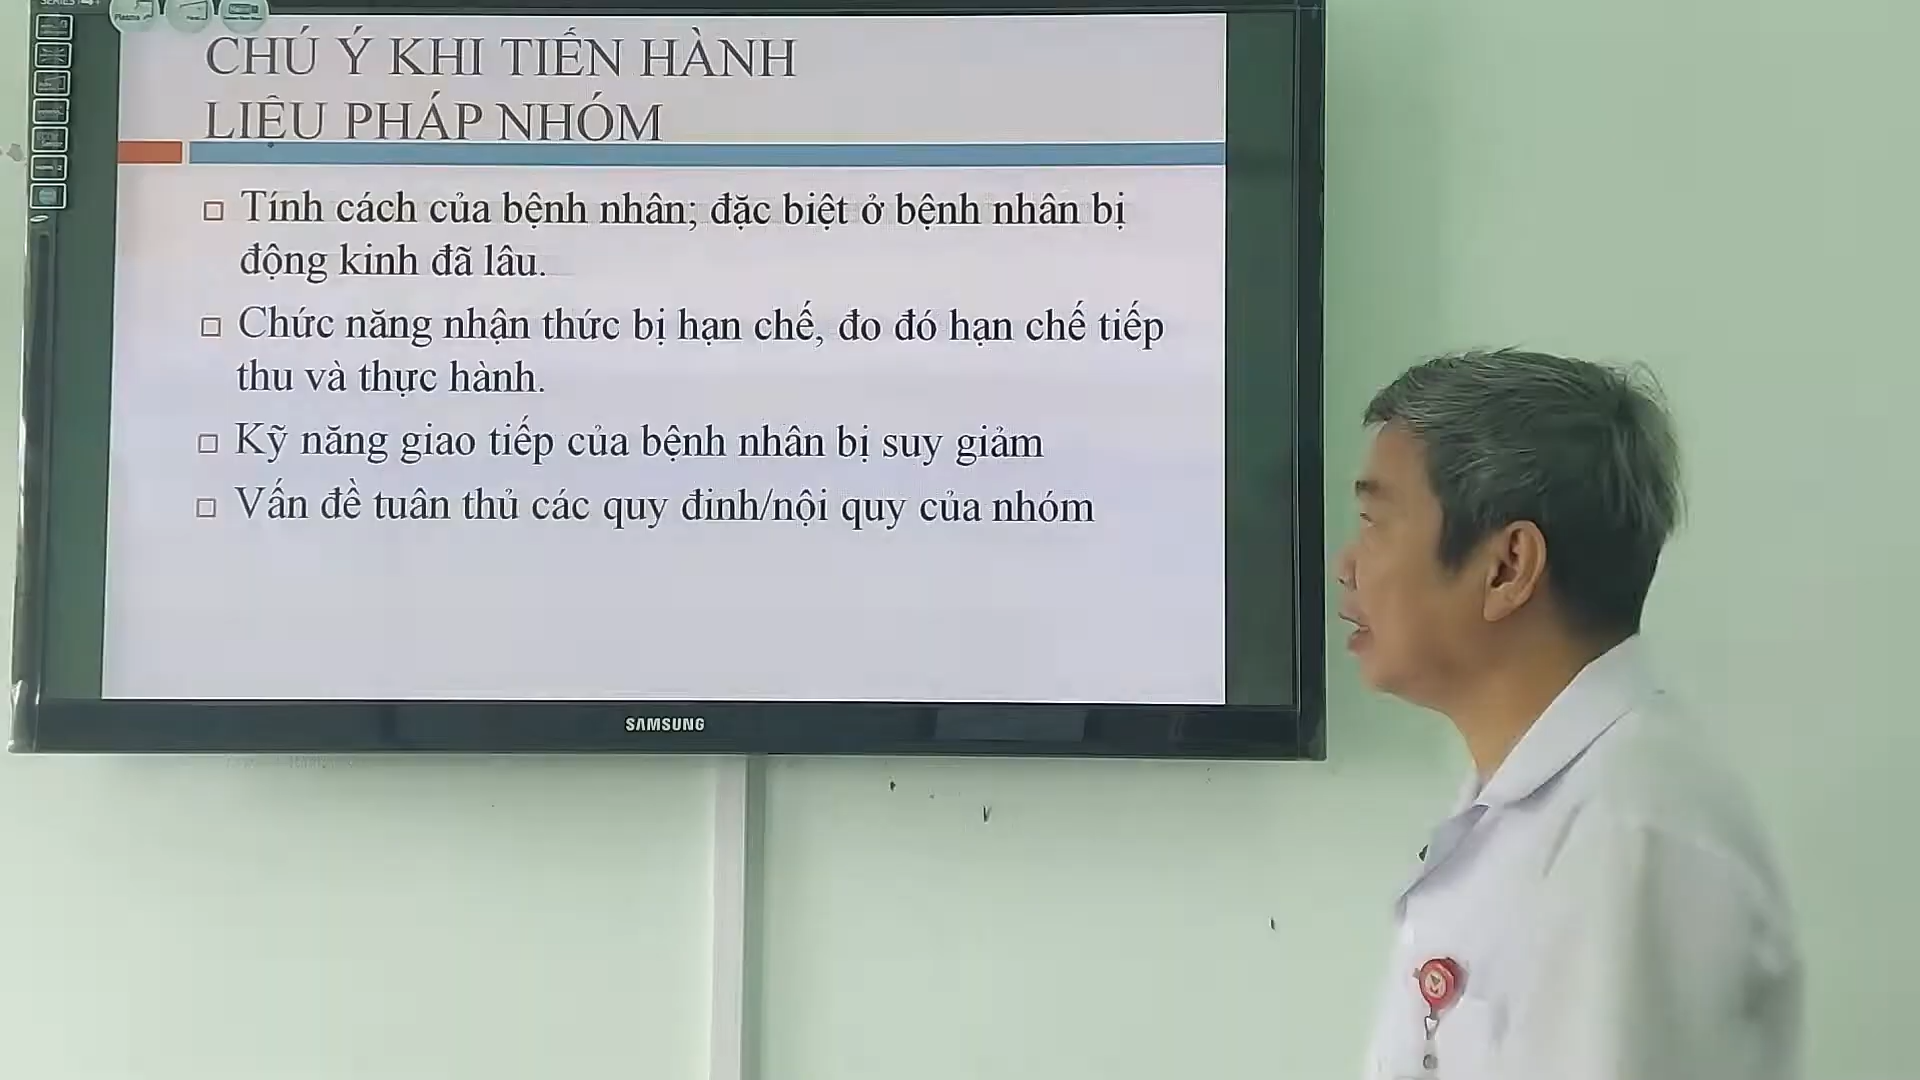 CHÚ Ý KHI TIẾN HÀNH
LIỆU PHÁP NHÓM
Tính cách của bệnh nhân; đặc biệt ở bệnh nhân bị
động kinh đã lâu.
Chức năng nhận thức bị hạn chế, đo đó hạn chế tiếp
thu và thực hành.
Kỹ năng giao tiếp của bệnh nhân bị suy giảm
Vấn đề tuân thủ các quy đinh/nội quy của nhóm
SAMSUNG